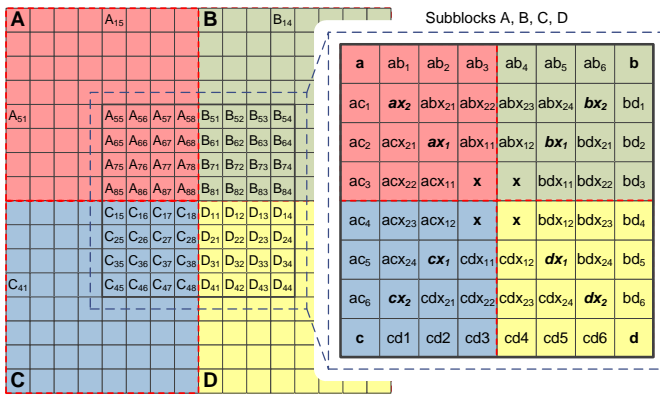 Subblocks A, B, C, D
A A₁₅ B B₁₄
A₅₁ A₅₅ A₅₆ A₅₇ A₅₈ B₅₁ B₅₂ B₅₃ B₅₄
A₆₅ A₆₆ A₆₇ A₆₈ B₆₁ B₆₂ B₆₃ B₆₄
A₇₅ A₇₆ A₇₇ A₇₈ B₇₁ B₇₂ B₇₃ B₇₄
A₈₅ A₈₆ A₈₇ A₈₈ B₈₁ B₈₂ B₈₃ B₈₄
C₁₅ C₁₆ C₁₇ C₁₈ D₁₁ D₁₂ D₁₃ D₁₄
C₂₅ C₂₆ C₂₇ C₂₈ D₂₁ D₂₂ D₂₃ D₂₄
C₃₅ C₃₆ C₃₇ C₃₈ D₃₁ D₃₂ D₃₃ D₃₄
C₄₁ C₄₅ C₄₆ C₄₇ C₄₈ D₄₁ D₄₂ D₄₃ D₄₄
C D
a ab₁ ab₂ ab₃ ab₄ ab₅ ab₆ b
ac₁ ax₂ abx₂₁ abx₂₂ abx₂₃ abx₂₄ bx₂ bd₁
ac₂ acx₂₁ ax₁ abx₁₁ abx₁₂ bx₁ bdx₂₁ bd₂
ac₃ acx₂₂ acx₁₁ x x bdx₁₁ bdx₂₂ bd₃
ac₄ acx₂₃ acx₁₂ x x bdx₁₂ bdx₂₃ bd₄
ac₅ acx₂₄ cx₁ cdx₁₁ cdx₁₂ dx₁ bdx₂₄ bd₅
ac₆ cx₂ cdx₂₁ cdx₂₂ cdx₂₃ cdx₂₄ dx₂ bd₆
c cd1 cd2 cd3 cd4 cd5 cd6 d